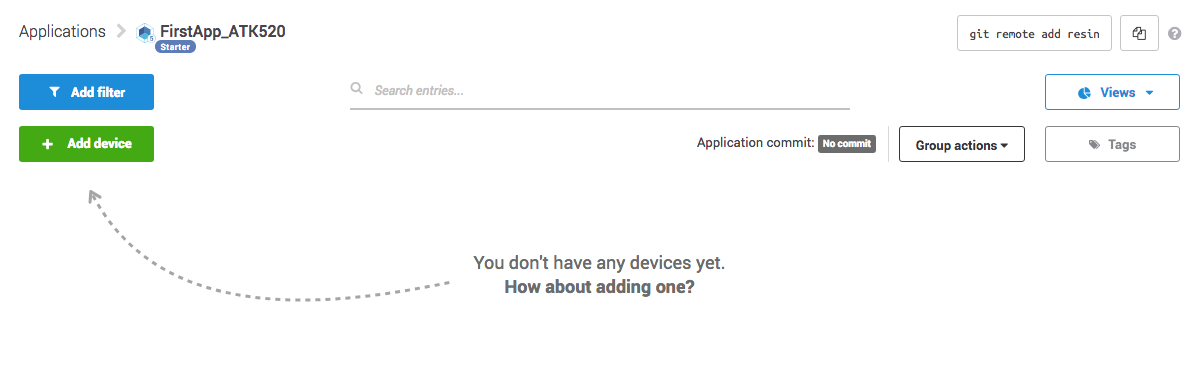 Applications FirstApp_ATK520 git remote add resin
Starter
Add filter Search entries... Views
Add device Application commit: No commit Group actions Tags
You don't have any devices yet.
How about adding one?